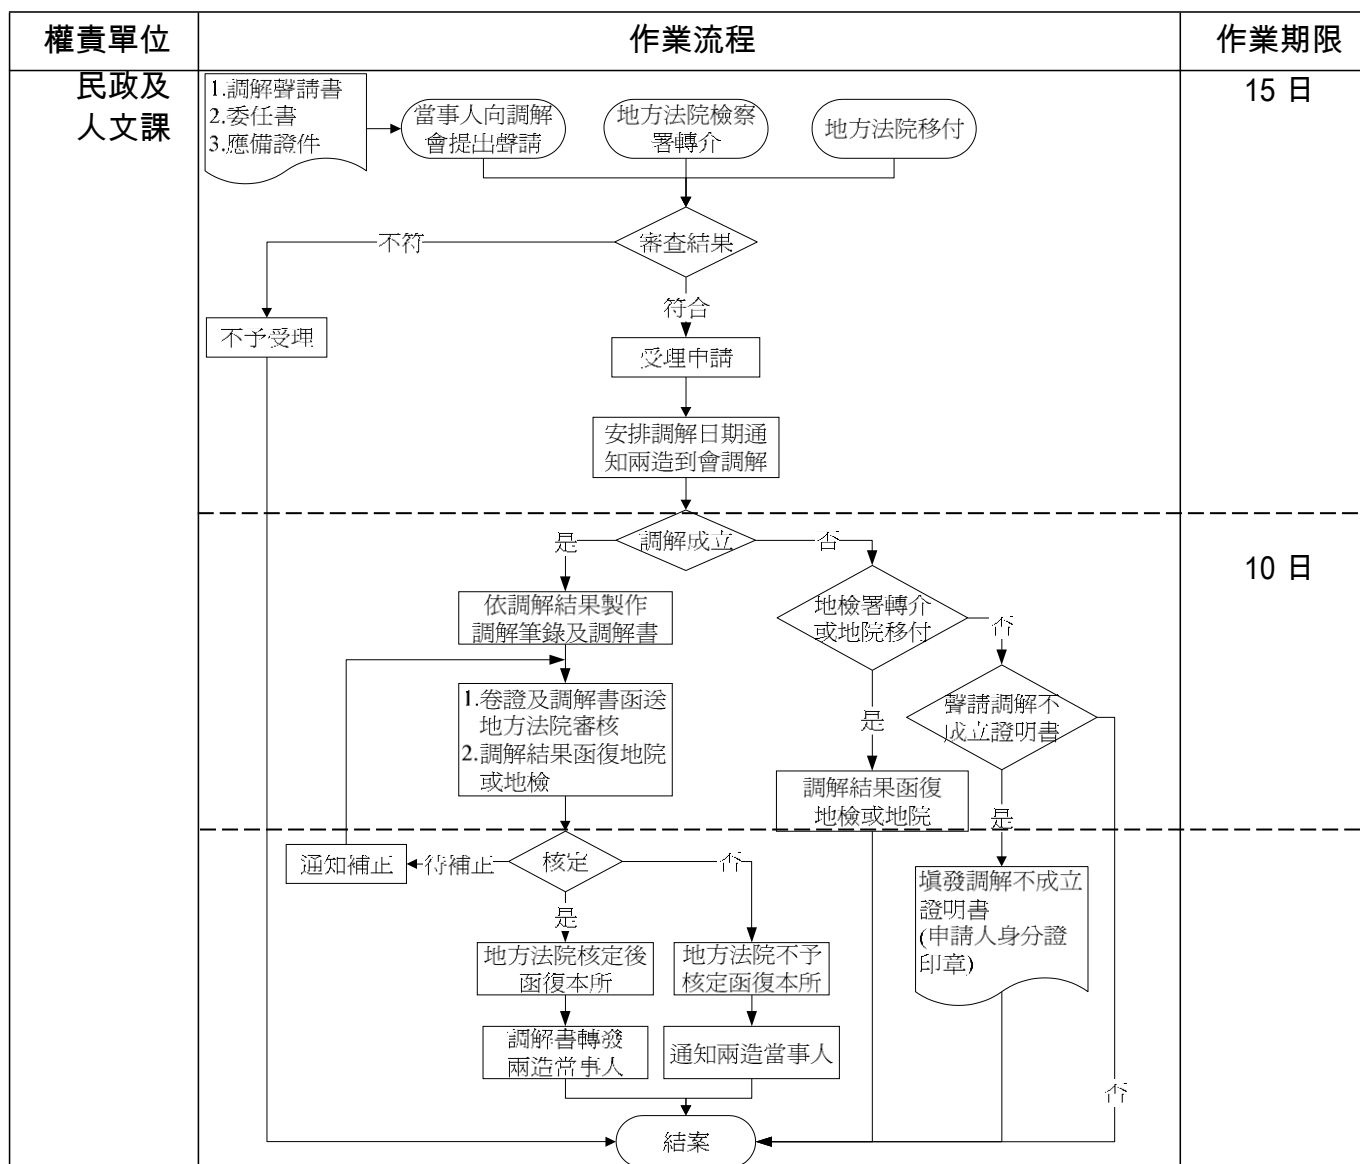 權責單位
作業流程
作業期限
民政及
人文課
15 日
1.調解聲請書
2.委任書
3.應備證件
當事人向調解
會提出聲請
地方法院檢察
署轉介
地方法院移付
審查結果
不符
符合
不予受理
受理申請
安排調解日期通
知兩造到會調解
調解成立
是
否
10 日
依調解結果製作
調解筆錄及調解書
地檢署轉介
或地院移付
否
1.卷證及調解書函送
地方法院審核
2.調解結果函復地院
或地檢
是
聲請調解不
成立證明書
調解結果函復
地檢或地院
是
通知補正
待補正
核定
否
是
填發調解不成立
證明書
(申請人身分證
印章)
地方法院核定後
函復本所
地方法院不予
核定函復本所
調解書轉發
兩造當事人
通知兩造當事人
否
結案